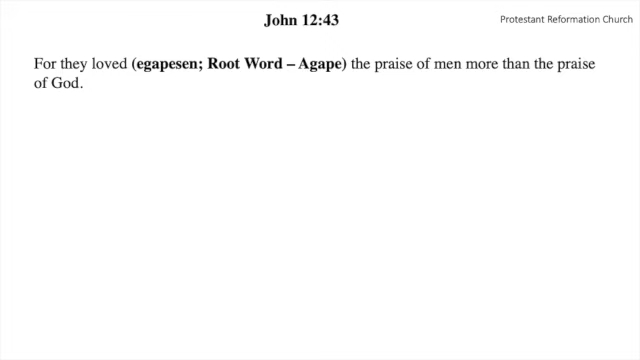 John 12:43
Protestant Reformation Church
For they loved (egapesen; Root Word – Agape) the praise of men more than the praise
of God.